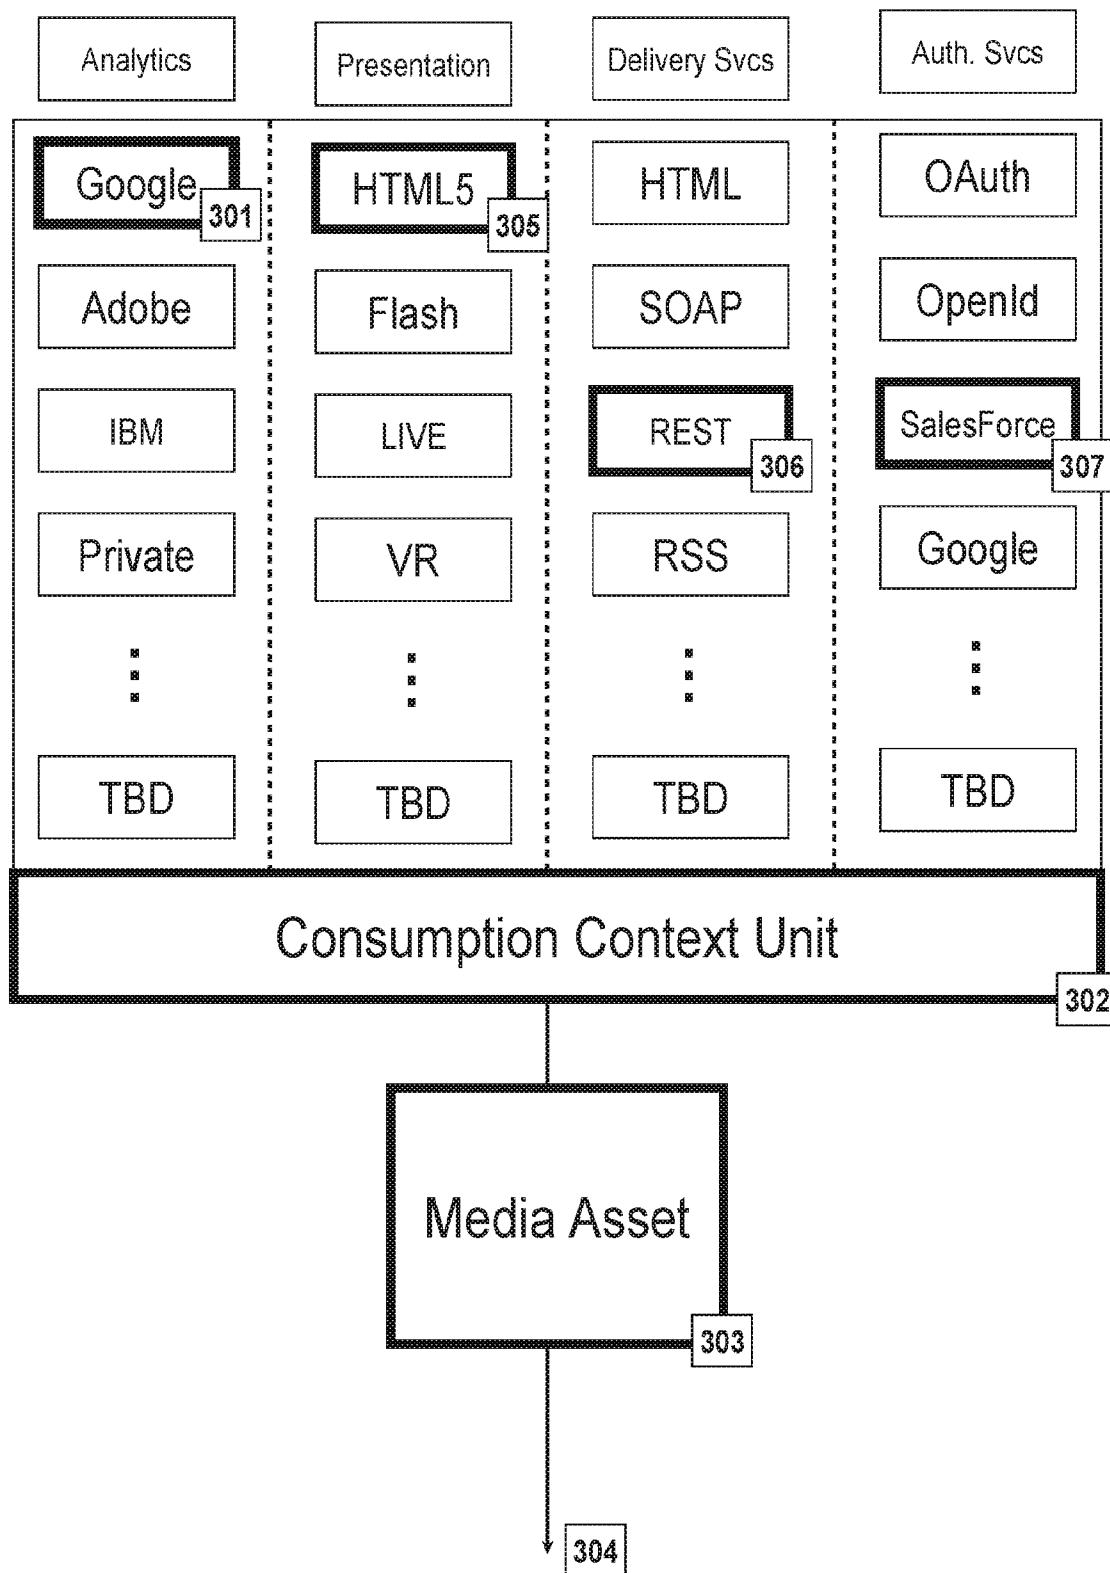 Analytics
Presentation
Delivery Svcs
Auth. Svcs
Google
301
HTML5
305
HTML
OAuth
Adobe
Flash
SOAP
OpenId
IBM
LIVE
REST
306
SalesForce
307
Private
VR
RSS
Google
TBD
TBD
TBD
TBD
Consumption Context Unit
302
Media Asset
303
304